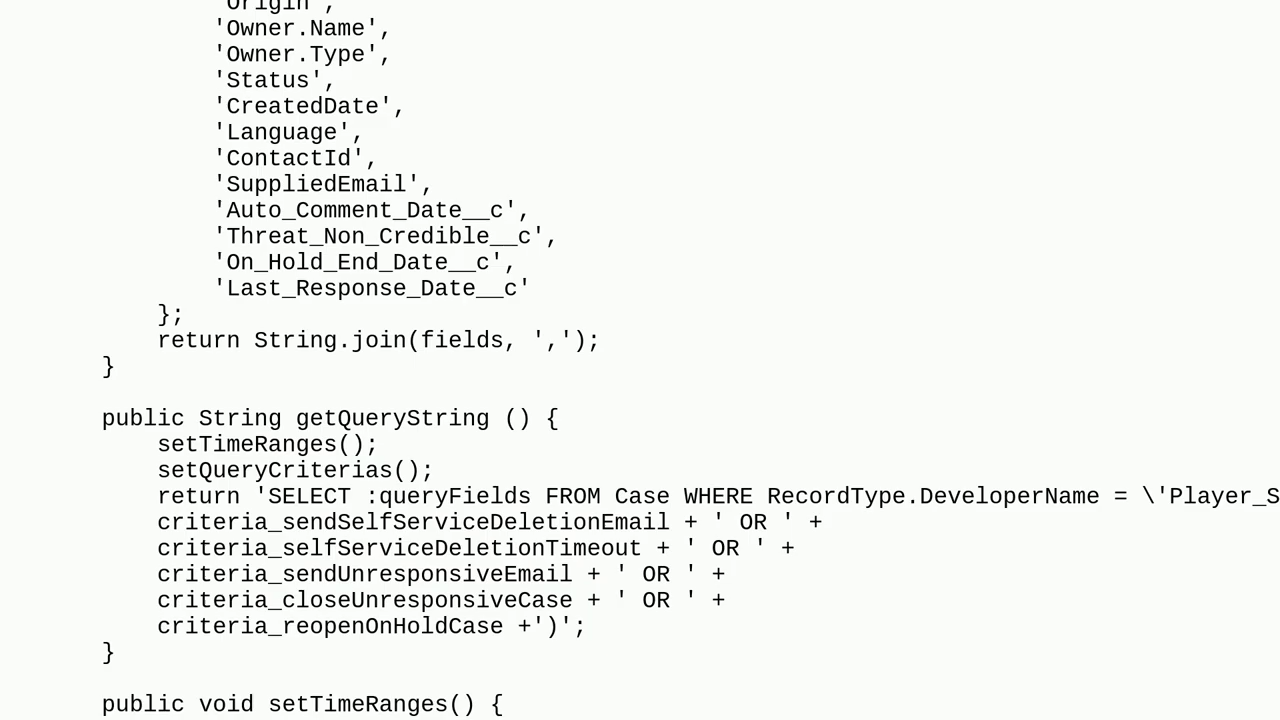 'Origin',
'Owner.Name',
'Owner.Type',
'Status',
'CreatedDate',
'Language',
'ContactId',
'SuppliedEmail',
'Auto_Comment_Date__c',
'Threat_Non_Credible__c',
'On_Hold_End_Date__c',
'Last_Response_Date__c'
};
return String.join(fields, ',');
}
public String getQueryString () {
setTimeRanges();
setQueryCriterias();
return 'SELECT :queryFields FROM Case WHERE RecordType.DeveloperName = \'Player_S
criteria_sendSelfServiceDeletionEmail + ' OR ' +
criteria_selfServiceDeletionTimeout + ' OR ' +
criteria_sendUnresponsiveEmail + ' OR ' +
criteria_closeUnresponsiveCase + ' OR ' +
criteria_reopenOnHoldCase +')';
}
public void setTimeRanges() {